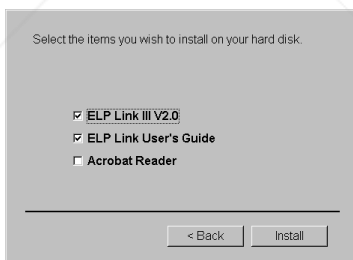 Select the items you wish to install on your hard disk.
ELP Link III V2.0
ELP Link User's Guide
Acrobat Reader
< Back
Install